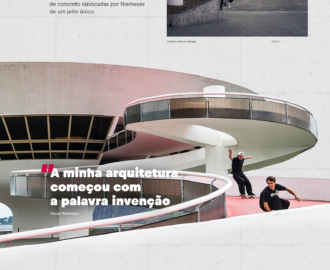 de concreto rabiscadas por Niemeyer
de um jeito único.
"A minha arquitetura
começou com
a palavra invenção
Oscar Niemeyer